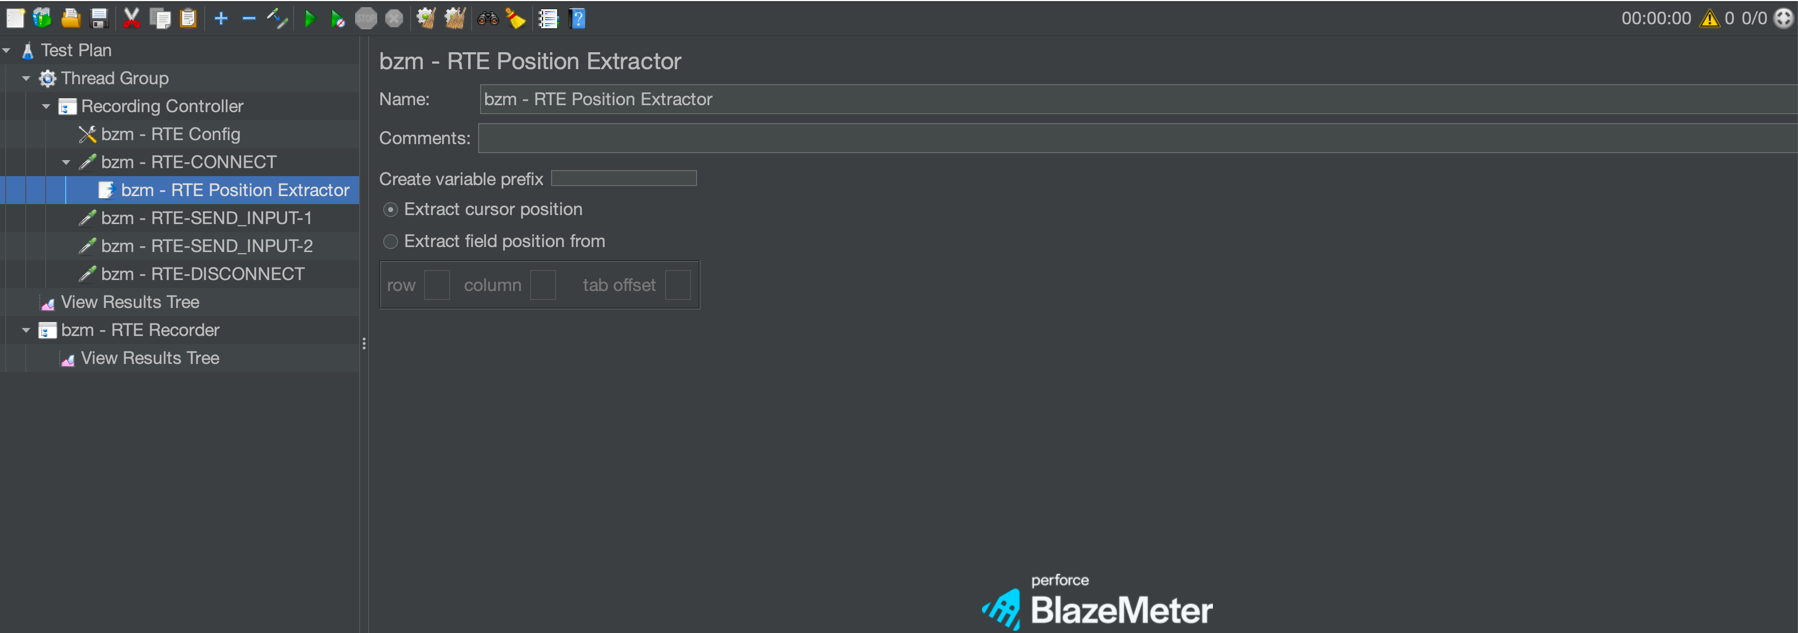 00:00:00 0 0/0
Test Plan
Thread Group
Recording Controller
bzm - RTE Config
bzm - RTE-CONNECT
bzm - RTE Position Extractor
bzm - RTE-SEND_INPUT-1
bzm - RTE-SEND_INPUT-2
bzm - RTE-DISCONNECT
View Results Tree
bzm - RTE Recorder
View Results Tree
bzm - RTE Position Extractor
Name: bzm - RTE Position Extractor
Comments:
Create variable prefix
Extract cursor position
Extract field position from
row column tab offset
perforce
BlazeMeter